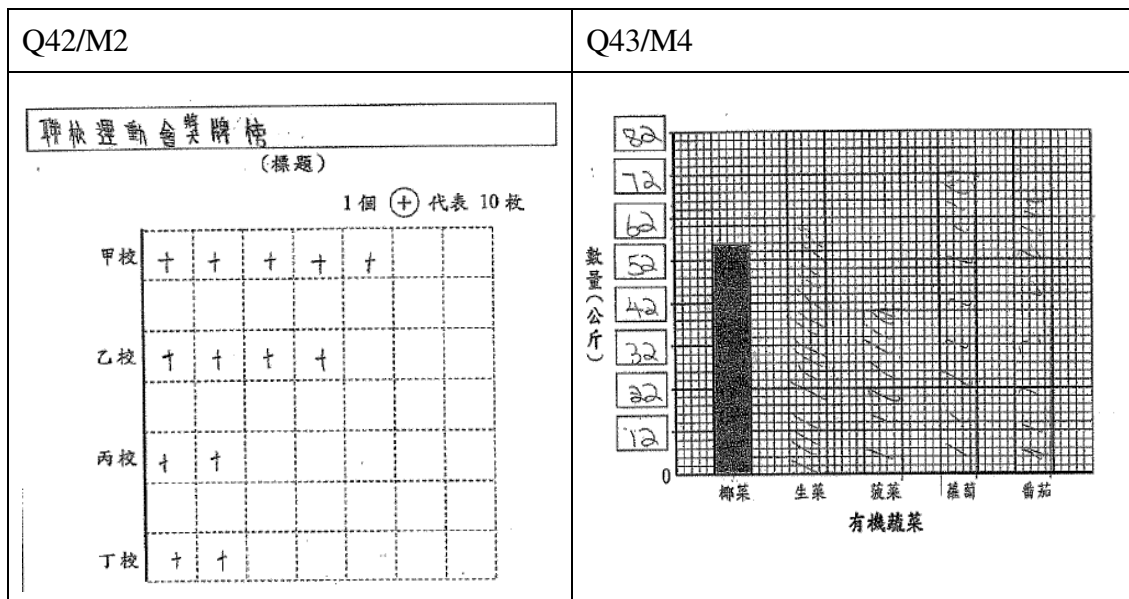 Q42/M2
Q43/M4
聯校運動會獎牌榜
(標題)
1 個 + 代表 10 枚
甲校 + + + + +
乙校 + + + +
丙校 + +
丁校 + +
82
72
62
52
42
32
22
12
0
數量(公斤)
椰菜 生菜 菠菜 蘿蔔 番茄
有機蔬菜